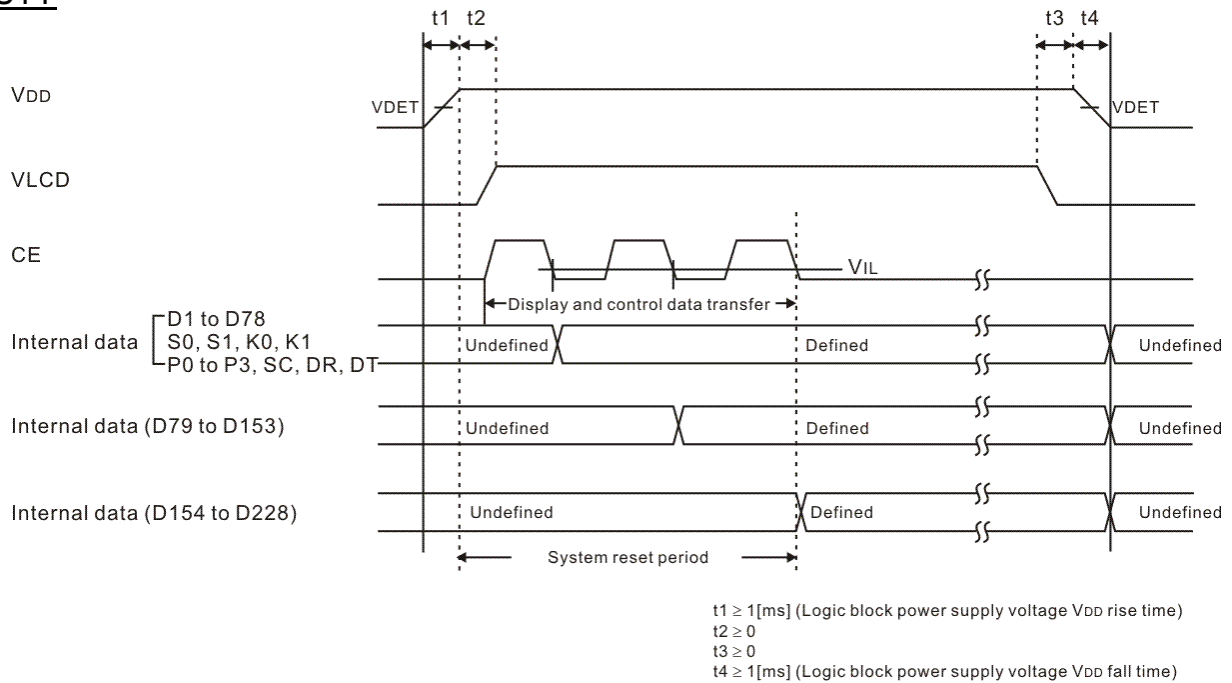 t1 t2 t3 t4
VDD
VDET VDET
VLCD
CE
VIL
Display and control data transfer
Internal data D1 to D78
S0, S1, K0, K1
P0 to P3, SC, DR, DT
Undefined Defined Undefined
Internal data (D79 to D153) Undefined Defined Undefined
Internal data (D154 to D228) Undefined Defined Undefined
System reset period
t1 ≥ 1[ms] (Logic block power supply voltage VDD rise time)
t2 ≥ 0
t3 ≥ 0
t4 ≥ 1[ms] (Logic block power supply voltage VDD fall time)